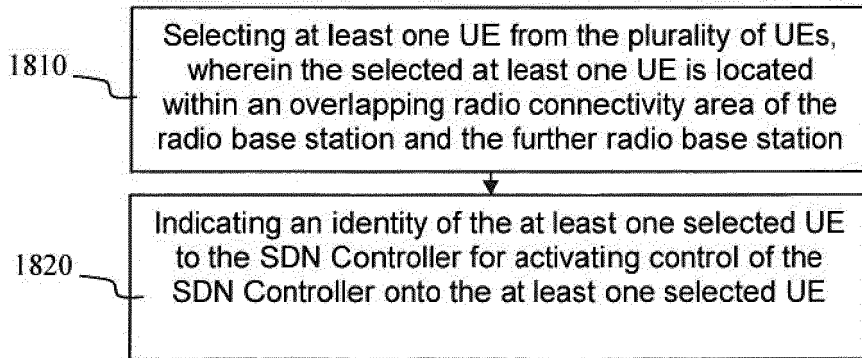 1810
Selecting at least one UE from the plurality of UEs,
wherein the selected at least one UE is located
within an overlapping radio connectivity area of the
radio base station and the further radio base station
1820
Indicating an identity of the at least one selected UE
to the SDN Controller for activating control of the
SDN Controller onto the at least one selected UE